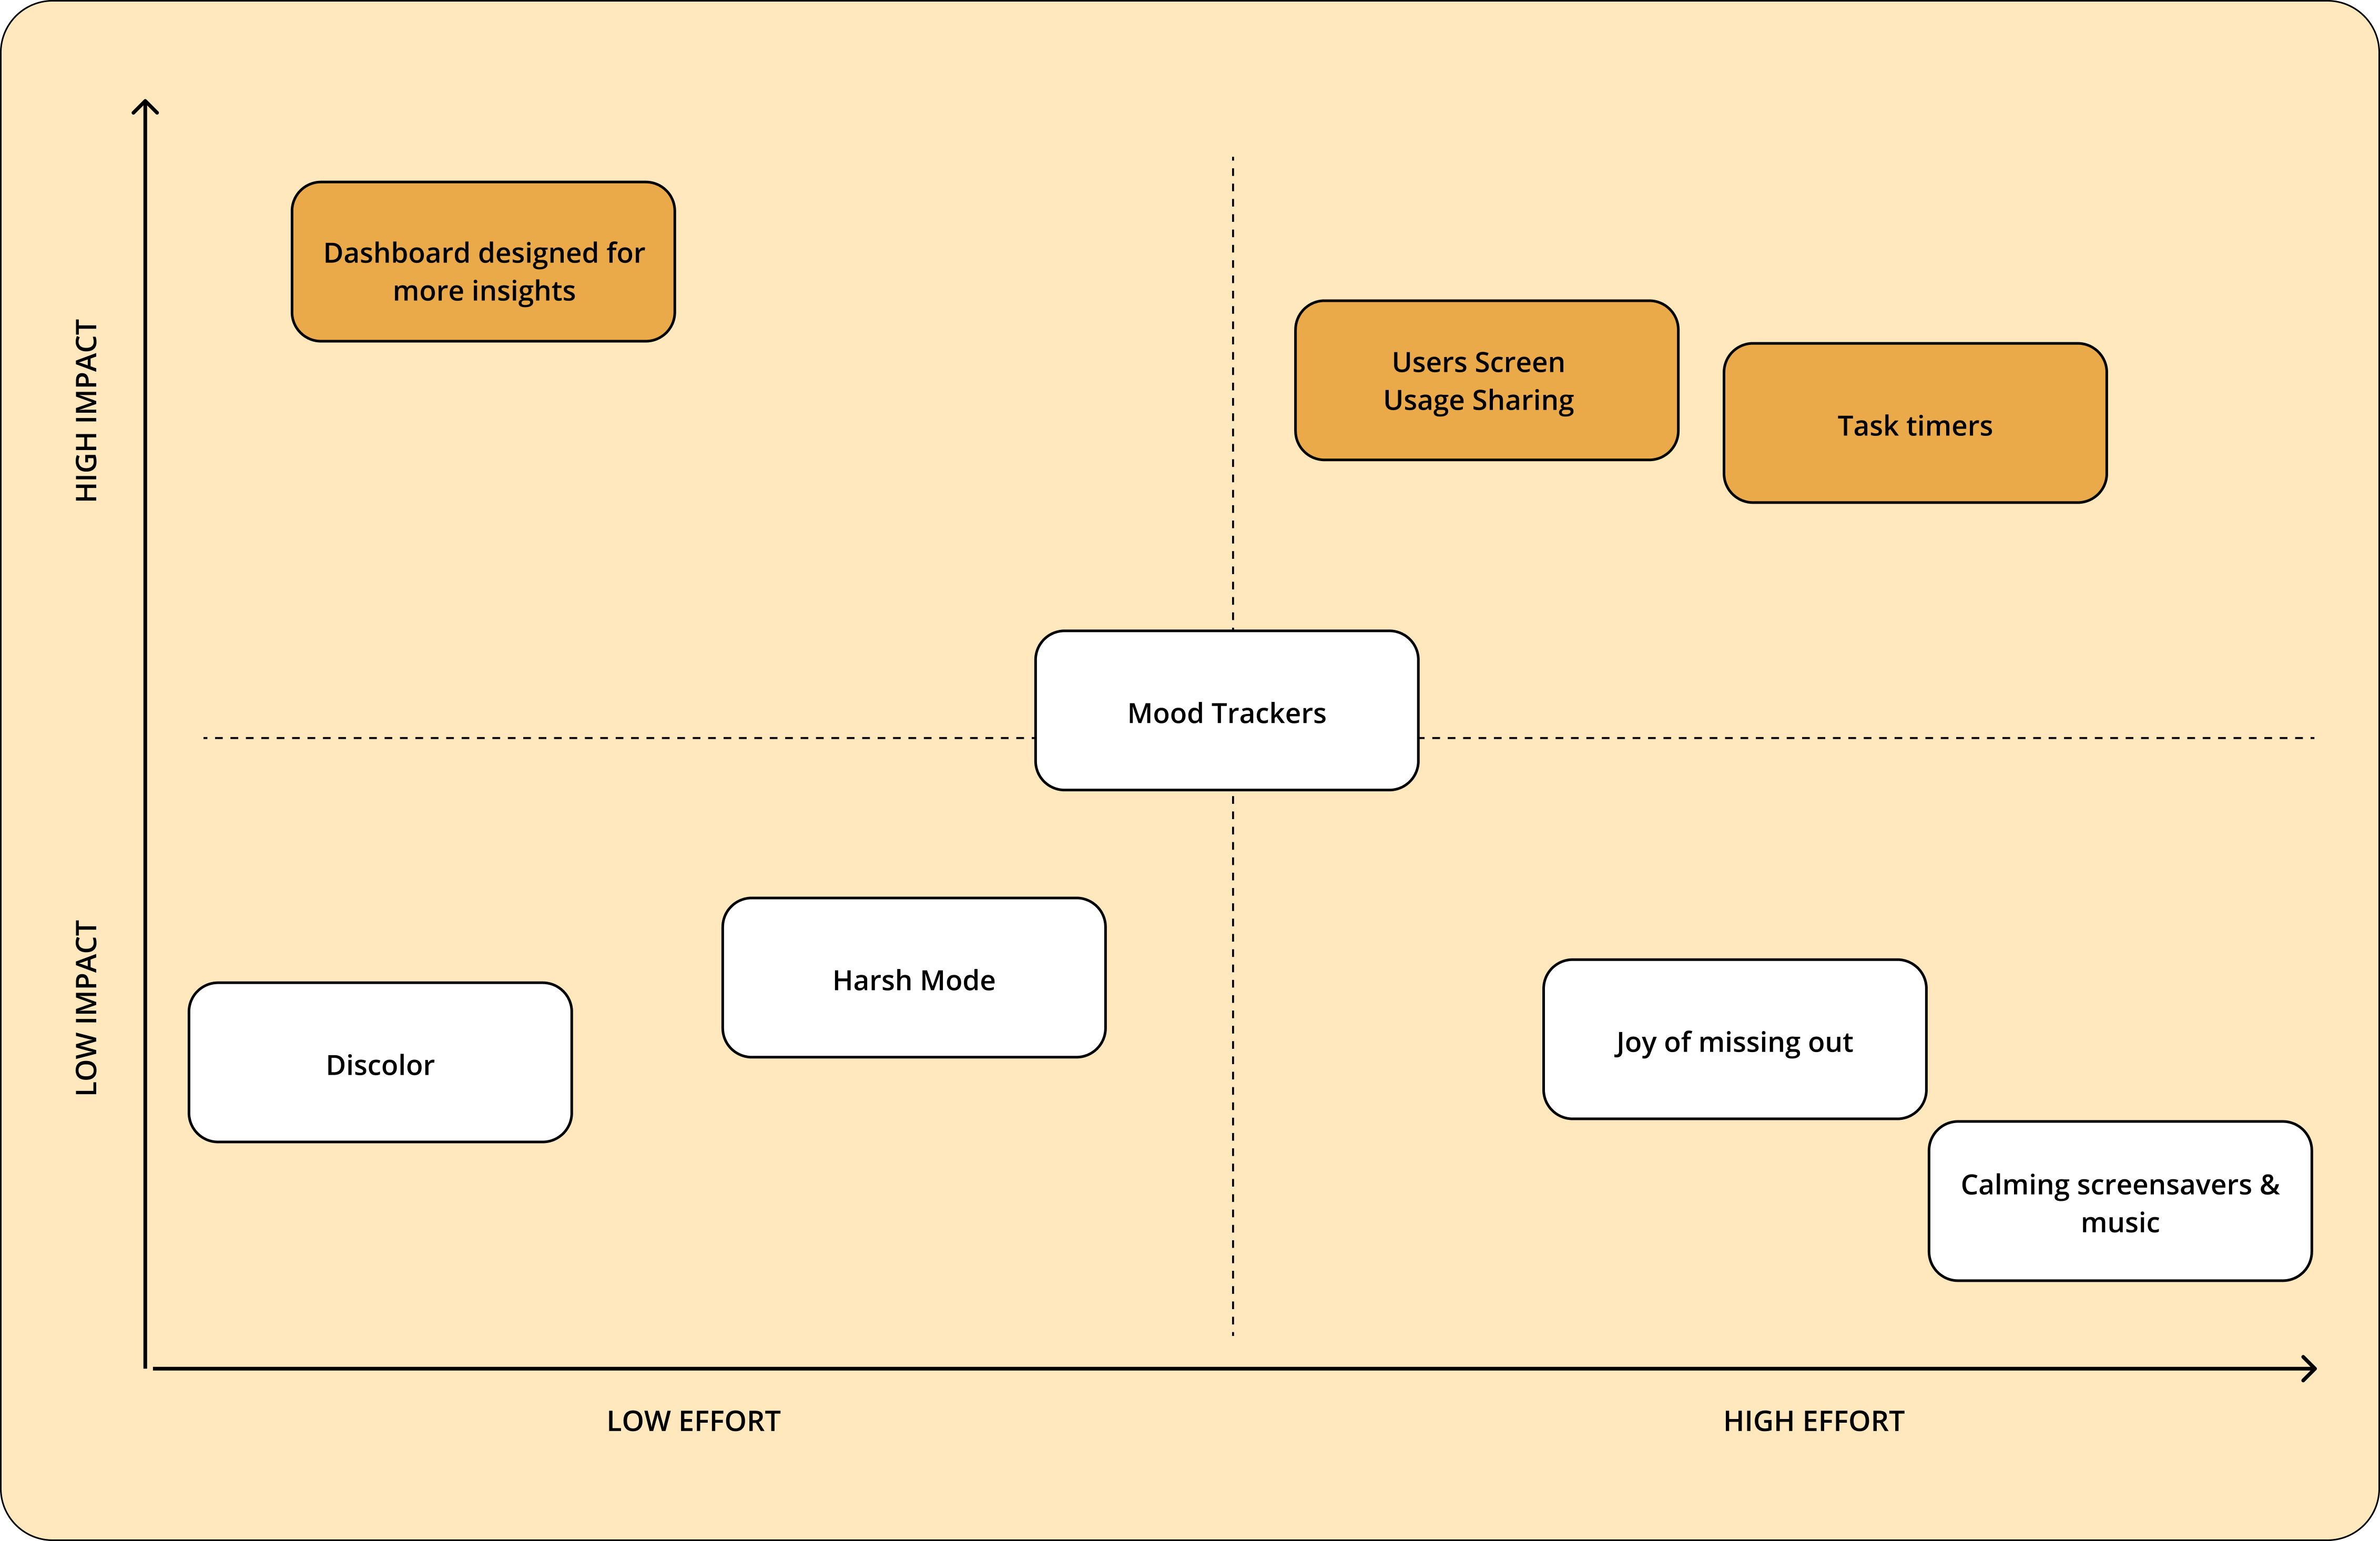 Dashboard designed for
more insights
Users Screen
Usage Sharing
Task timers
HIGH IMPACT
Mood Trackers
LOW IMPACT
Harsh Mode
Discolor
Joy of missing out
Calming screensavers &
music
LOW EFFORT
HIGH EFFORT